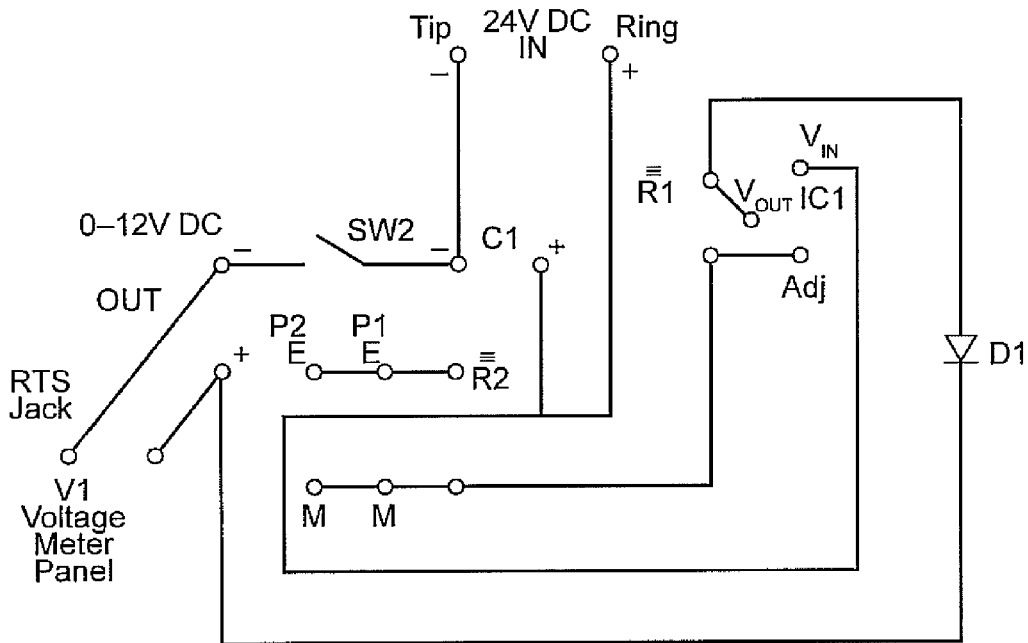 Tip
24V DC
IN
Ring
–
+
V_IN
R1
V_OUT
IC1
0–12V DC
SW2
–
–
C1
+
OUT
Adj
P2
P1
E
E
+
R2
D1
RTS
Jack
V1
Voltage
Meter
Panel
M
M